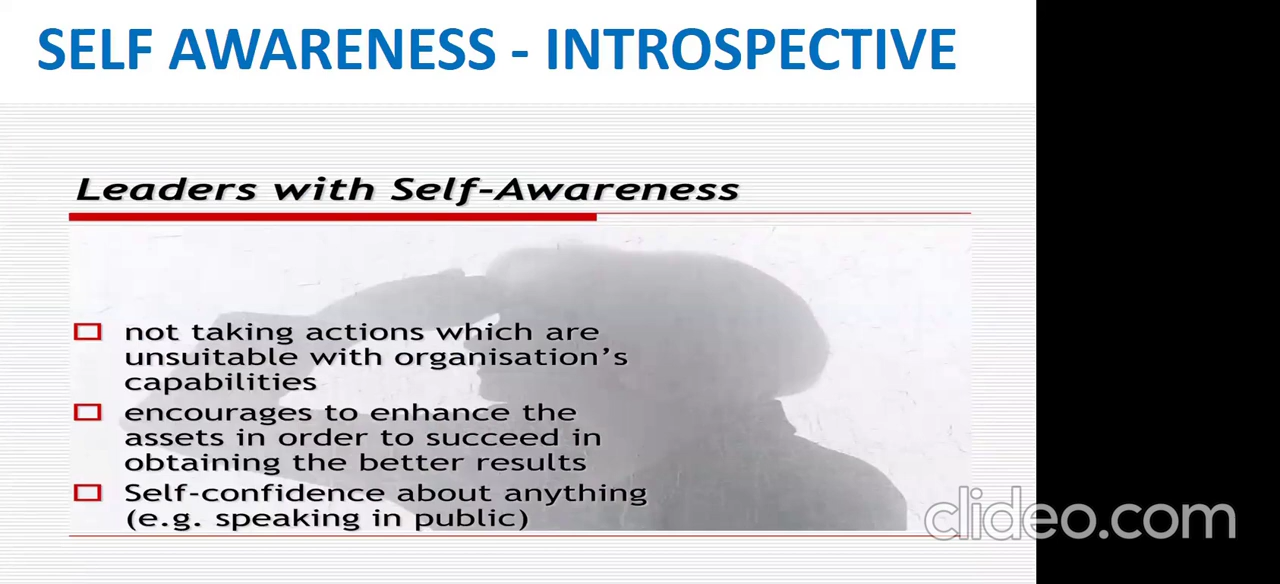 SELF AWARENESS - INTROSPECTIVE
Leaders with Self-Awareness
not taking actions which are
unsuitable with organisation's
capabilities
encourages to enhance the
assets in order to succeed in
obtaining the better results
Self-confidence about anything
(e.g. speaking in public)
clideo.com